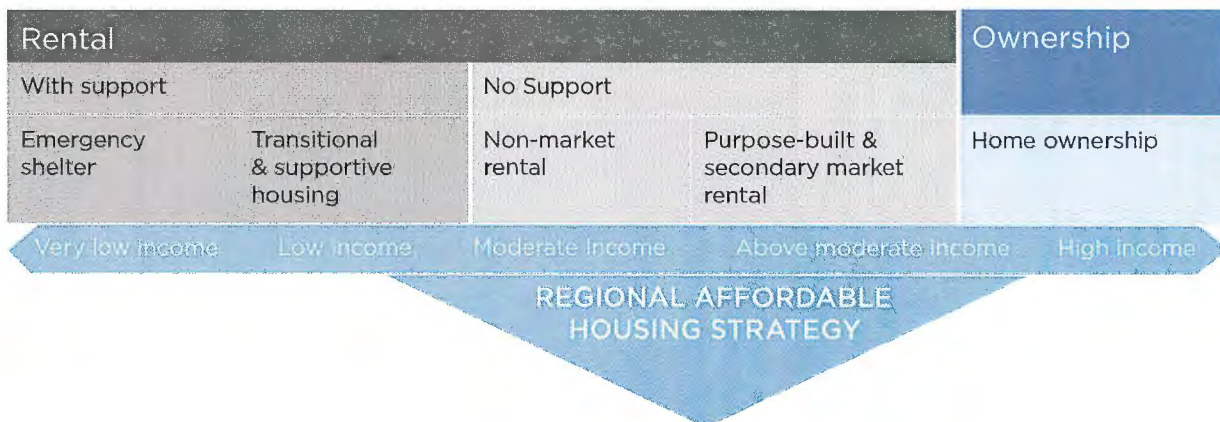 Rental
Ownership
With support
No Support
Emergency
shelter
Transitional
& supportive
housing
Non-market
rental
Purpose-built &
secondary market
rental
Home ownership
Very low income
Low income
Moderate Income
Above moderate income
High income
REGIONAL AFFORDABLE
HOUSING STRATEGY